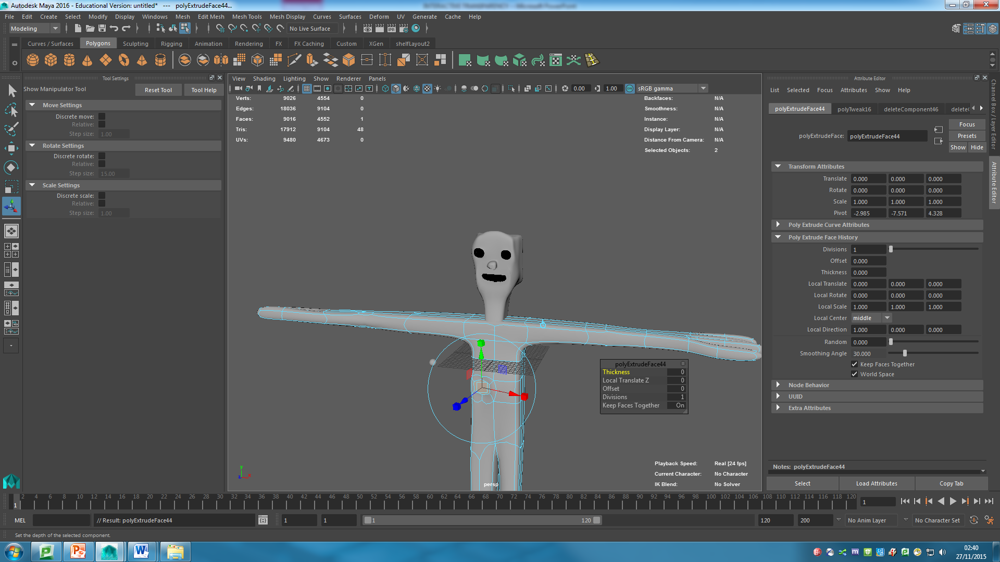 Autodesk Maya 2016 - Educational Version: untitled* --- polyExtrudeFace44...
File Edit Create Select Modify Display Windows Mesh Edit Mesh Mesh Tools Mesh Display Curves Surfaces Deform UV Generate Cache Help
Modeling No Live Surface
Curves / Surfaces Polygons Sculpting Rigging Animation Rendering FX FX Caching Custom XGen shelfLayout2
Tool Settings
Show Manipulator Tool Reset Tool Tool Help
Move Settings
Discrete move:
Relative:
Step size: 1.00
Rotate Settings
Discrete rotate:
Relative:
Step size: 15.00
Scale Settings
Discrete scale:
Relative:
Step size: 1.00
View Shading Lighting Show Renderer Panels
0.00 1.00 sRGB gamma
Verts: 9026 4554 0
Edges: 18036 9104 0
Faces: 9016 4552 1
Tris: 17912 9104 48
UVs: 9480 4673 0
Backfaces: N/A
Smoothness: N/A
Instance: N/A
Display Layer: N/A
Distance From Camera: N/A
Selected Objects: 2
polyExtrudeFace44
Thickness 0
Local Translate Z 0
Offset 0
Divisions 1
Keep Faces Together On
Playback Speed: Real [24 fps]
Current Character: No Character
IK Blend: No Solver
persp
y
z x
Attribute Editor
List Selected Focus Attributes Show Help
polyExtrudeFace44 polyTweak16 deleteComponent46
polyExtrudeFace: polyExtrudeFace44
Focus
Presets
Show Hide
Transform Attributes
Translate 0.000 0.000 0.000
Rotate 0.000 0.000 0.000
Scale 1.000 1.000 1.000
Pivot -2.985 -7.571 4.328
Poly Extrude Curve Attributes
Poly Extrude Face History
Divisions 1
Offset 0.000
Thickness 0.000
Local Translate 0.000 0.000 0.000
Local Rotate 0.000 0.000 0.000
Local Scale 1.000 1.000 1.000
Local Center middle
Local Direction 1.000 0.000 0.000
Random 0.000
Smoothing Angle 30.000
Keep Faces Together
World Space
Node Behavior
UUID
Extra Attributes
Notes: polyExtrudeFace44
Select Load Attributes Copy Tab
Channel Box / Layer Editor
Attribute Editor
2 4 6 8 10 12 14 16 18 20 22 24 26 28 30 32 34 36 38 40 42 44 46 48 50 52 54 56 58 60 62 64 66 68 70 72 74 76 78 80 82 84 86 88 90 92 94 96 98 100 102 104 106 108 110 112 114 116 118 120
1 1
MEL // Result: polyExtrudeFace44 1 1 1 120 120 200 No Anim Layer No Character Set
Set the depth of the selected component.
02:40
27/11/2015